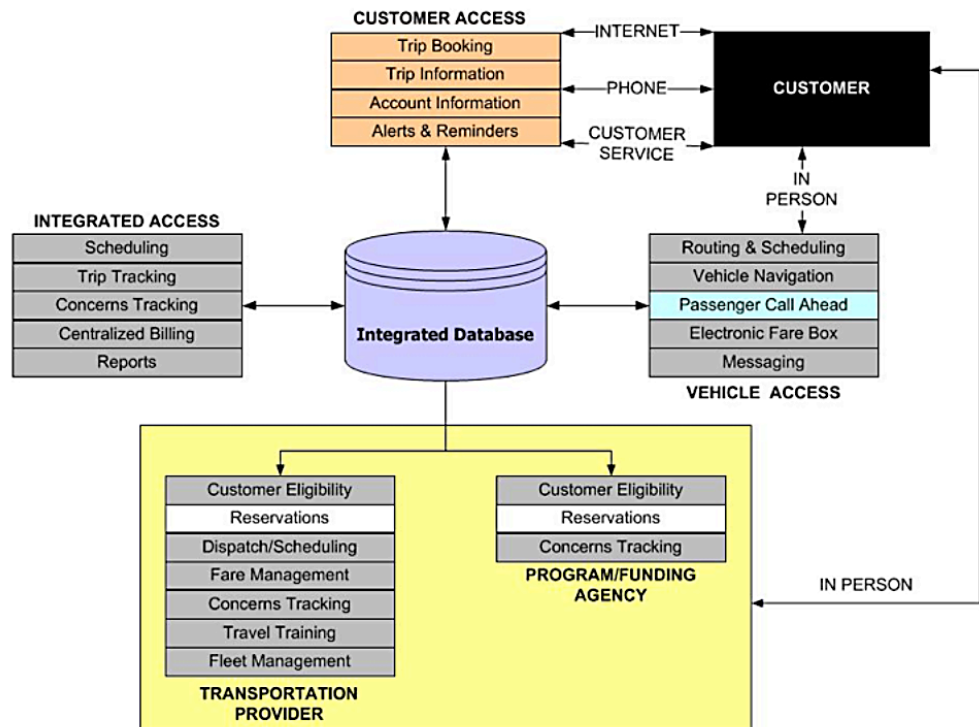 CUSTOMER ACCESS
Trip Booking
Trip Information
Account Information
Alerts & Reminders
INTERNET
PHONE
CUSTOMER
SERVICE
CUSTOMER
IN
PERSON
INTEGRATED ACCESS
Scheduling
Trip Tracking
Concerns Tracking
Centralized Billing
Reports
Integrated Database
Routing & Scheduling
Vehicle Navigation
Passenger Call Ahead
Electronic Fare Box
Messaging
VEHICLE ACCESS
Customer Eligibility
Reservations
Dispatch/Scheduling
Fare Management
Concerns Tracking
Travel Training
Fleet Management
TRANSPORTATION
PROVIDER
Customer Eligibility
Reservations
Concerns Tracking
PROGRAM/FUNDING
AGENCY
IN PERSON